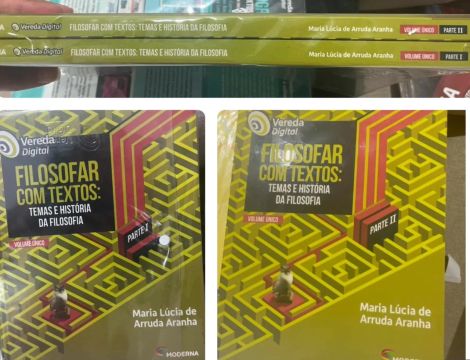 Vereda Digital FILOSOFAR COM TEXTOS: TEMAS E HISTÓRIA DA FILOSOFIA Maria Lúcia de Arruda Aranha VOLUME ÚNICO PARTE II
Vereda Digital FILOSOFAR COM TEXTOS: TEMAS E HISTÓRIA DA FILOSOFIA Maria Lúcia de Arruda Aranha VOLUME ÚNICO PARTE I
Vereda
Digital
FILOSOFAR
COM TEXTOS:
TEMAS E HISTÓRIA
DA FILOSOFIA
VOLUME ÚNICO
PARTE I
Maria Lúcia de
Arruda Aranha
MODERNA
Vereda
Digital
FILOSOFAR
COM TEXTOS:
TEMAS E HISTÓRIA
DA FILOSOFIA
VOLUME ÚNICO
PARTE II
Maria Lúcia de
Arruda Aranha
MODERNA